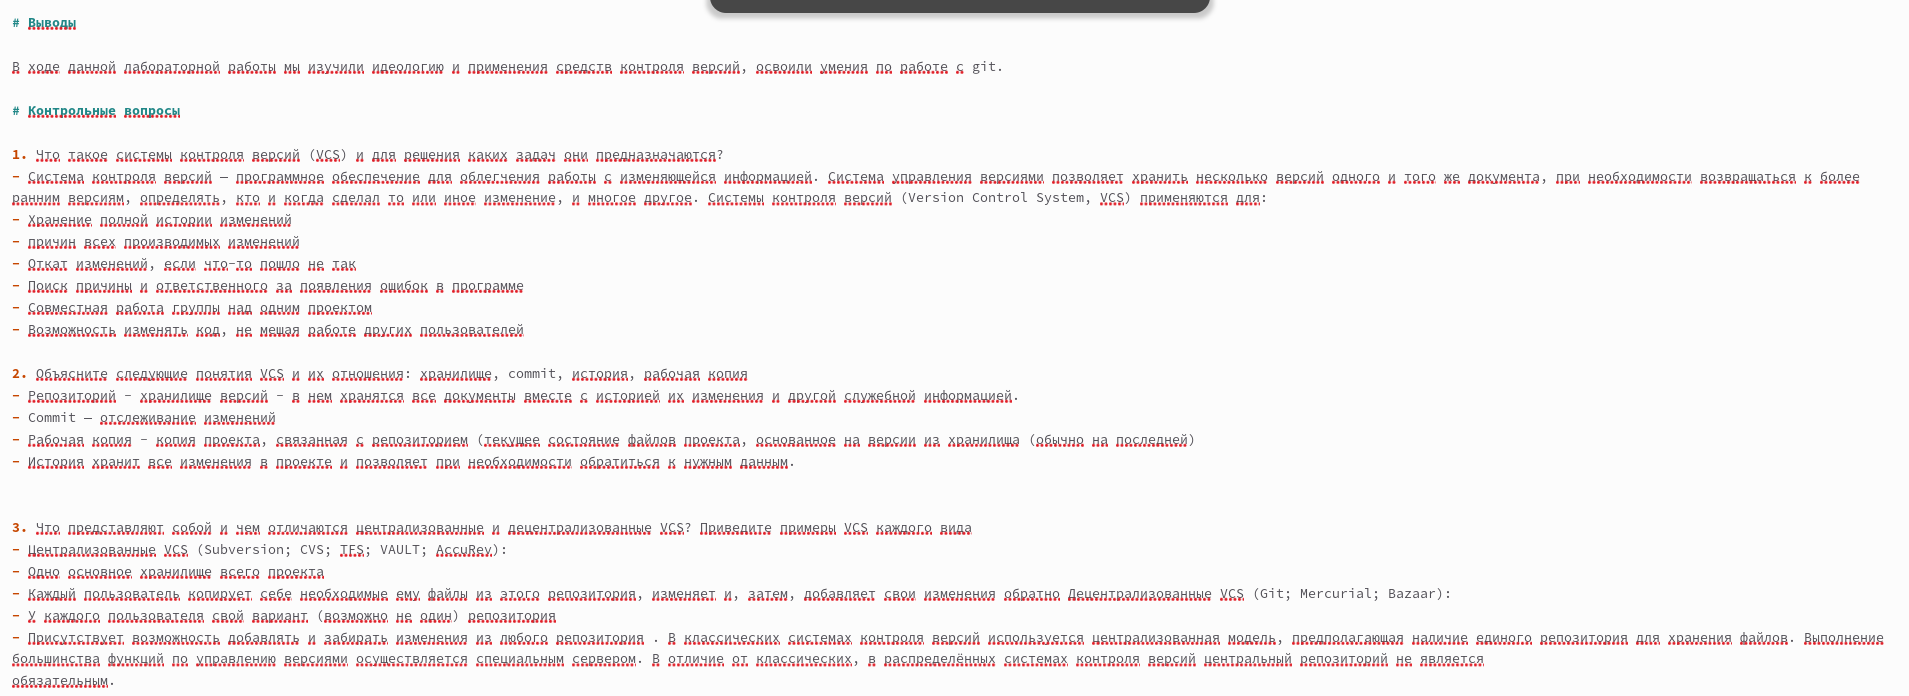 # Выводы
В ходе данной лабораторной работы мы изучили идеологию и применения средств контроля версий, освоили умения по работе с git.
# Контрольные вопросы
1. Что такое системы контроля версий (VCS) и для решения каких задач они предназначаются?
- Система контроля версий — программное обеспечение для облегчения работы с изменяющейся информацией. Система управления версиями позволяет хранить несколько версий одного и того же документа, при необходимости возвращаться к более
ранним версиям, определять, кто и когда сделал то или иное изменение, и многое другое. Системы контроля версий (Version Control System, VCS) применяются для:
- Хранение полной истории изменений
- причин всех производимых изменений
- Откат изменений, если что-то пошло не так
- Поиск причины и ответственного за появления ошибок в программе
- Совместная работа группы над одним проектом
- Возможность изменять код, не мешая работе других пользователей
2. Объясните следующие понятия VCS и их отношения: хранилище, commit, история, рабочая копия
- Репозиторий - хранилище версий - в нем хранятся все документы вместе с историей их изменения и другой служебной информацией.
- Commit — отслеживание изменений
- Рабочая копия - копия проекта, связанная с репозиторием (текущее состояние файлов проекта, основанное на версии из хранилища (обычно на последней)
- История хранит все изменения в проекте и позволяет при необходимости обратиться к нужным данным.
3. Что представляют собой и чем отличаются централизованные и децентрализованные VCS? Приведите примеры VCS каждого вида
- Централизованные VCS (Subversion; CVS; TFS; VAULT; AccuRev):
- Одно основное хранилище всего проекта
- Каждый пользователь копирует себе необходимые ему файлы из этого репозитория, изменяет и, затем, добавляет свои изменения обратно Децентрализованные VCS (Git; Mercurial; Bazaar):
- У каждого пользователя свой вариант (возможно не один) репозитория
- Присутствует возможность добавлять и забирать изменения из любого репозитория . В классических системах контроля версий используется централизованная модель, предполагающая наличие единого репозитория для хранения файлов. Выполнение
большинства функций по управлению версиями осуществляется специальным сервером. В отличие от классических, в распределённых системах контроля версий центральный репозиторий не является
обязательным.